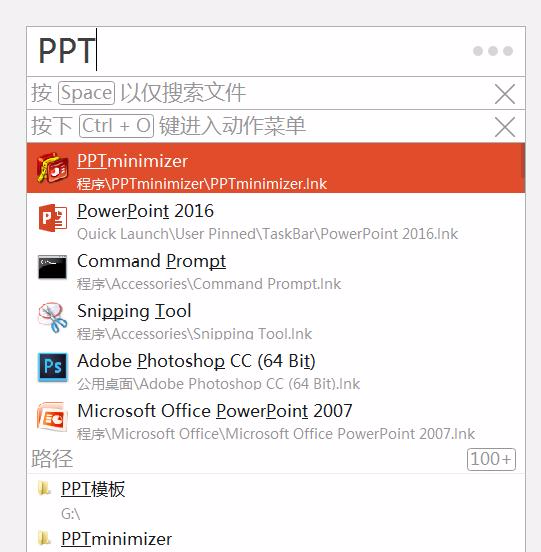 PPT
按 Space 以仅搜索文件
按下 Ctrl + O 键进入动作菜单
PPTminimizer
程序\PPTminimizer\PPTminimizer.lnk
PowerPoint 2016
Quick Launch\User Pinned\TaskBar\PowerPoint 2016.lnk
Command Prompt
程序\Accessories\Command Prompt.lnk
Snipping Tool
程序\Accessories\Snipping Tool.lnk
Ps
Adobe Photoshop CC (64 Bit)
公用桌面\Adobe Photoshop CC (64 Bit).lnk
Microsoft Office PowerPoint 2007
程序\Microsoft Office\Microsoft Office PowerPoint 2007.lnk
路径 100+
PPT模板
G:\
PPTminimizer